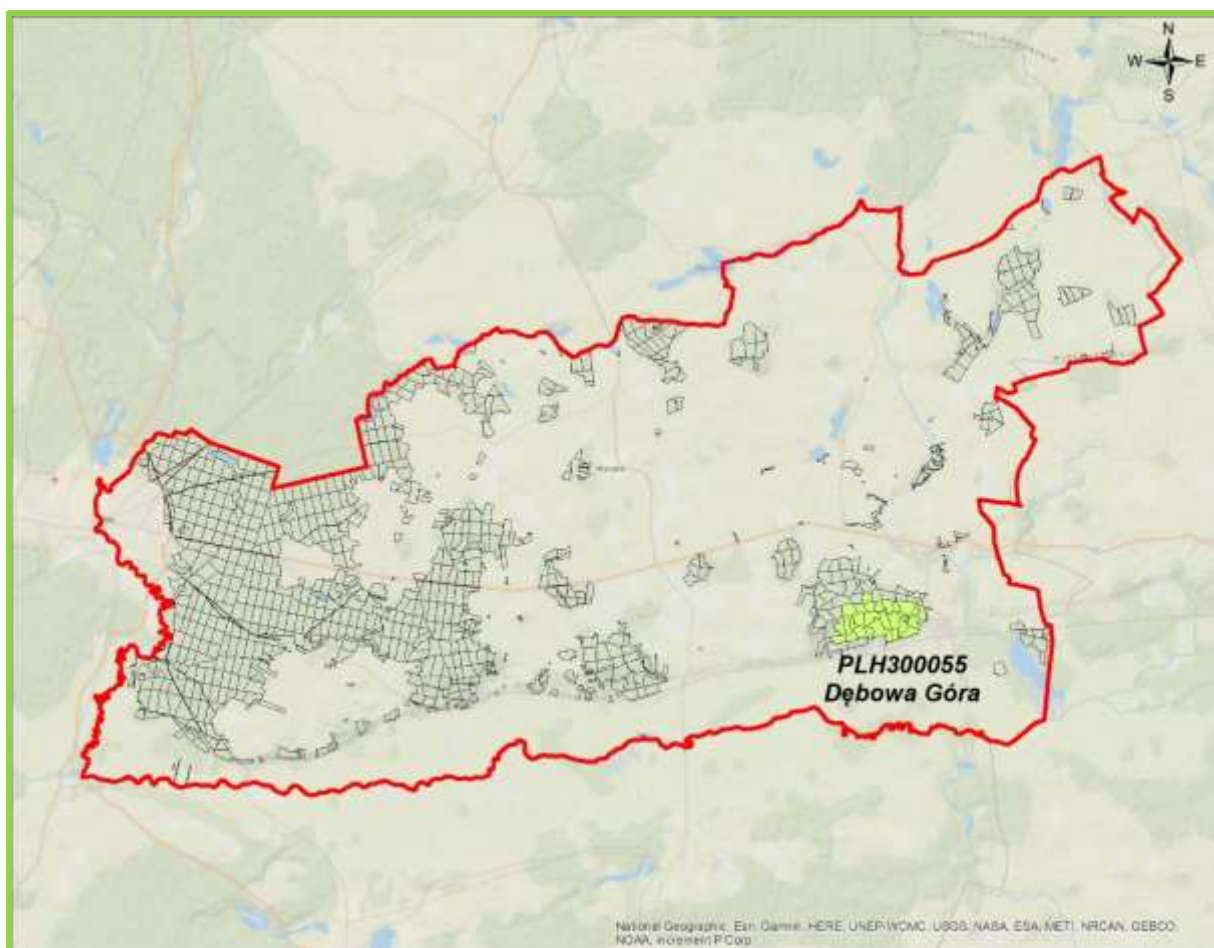 N
W E
S
PLH300055
Dębowa Góra
National Geographic, Esri, Garmin, HERE, UNEP-WCMC, USGS, NASA, ESA, METI, NRCAN, GEBCO,
NOAA, increment P Corp.